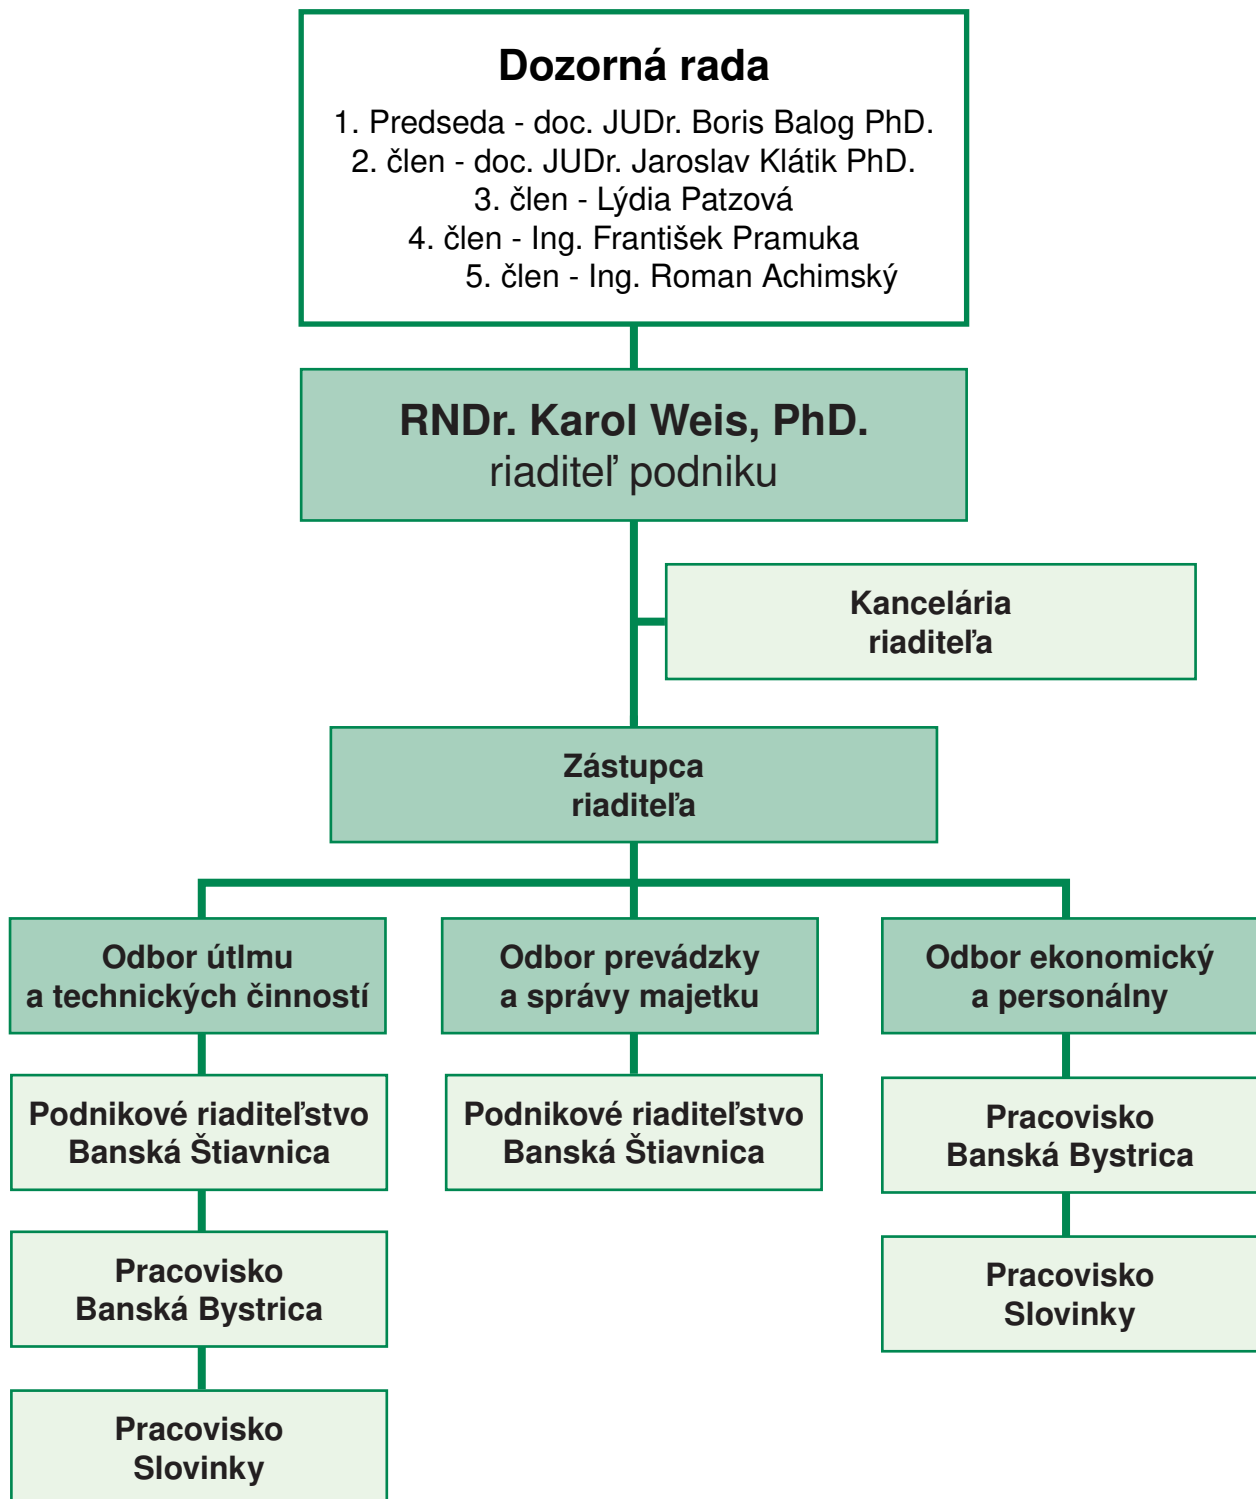 Dozorná rada
1. Predseda - doc. JUDr. Boris Balog PhD.
2. člen - doc. JUDr. Jaroslav Klátik PhD.
3. člen - Lýdia Patzová
4. člen - Ing. František Pramuka
5. člen - Ing. Roman Achimský
RNDr. Karol Weis, PhD.
riaditeľ podniku
Kancelária
riaditeľa
Zástupca
riaditeľa
Odbor útlmu
a technických činností
Podnikové riaditeľstvo
Banská Štiavnica
Pracovisko
Banská Bystrica
Pracovisko
Slovinky
Odbor prevádzky
a správy majetku
Podnikové riaditeľstvo
Banská Štiavnica
Odbor ekonomický
a personálny
Pracovisko
Banská Bystrica
Pracovisko
Slovinky